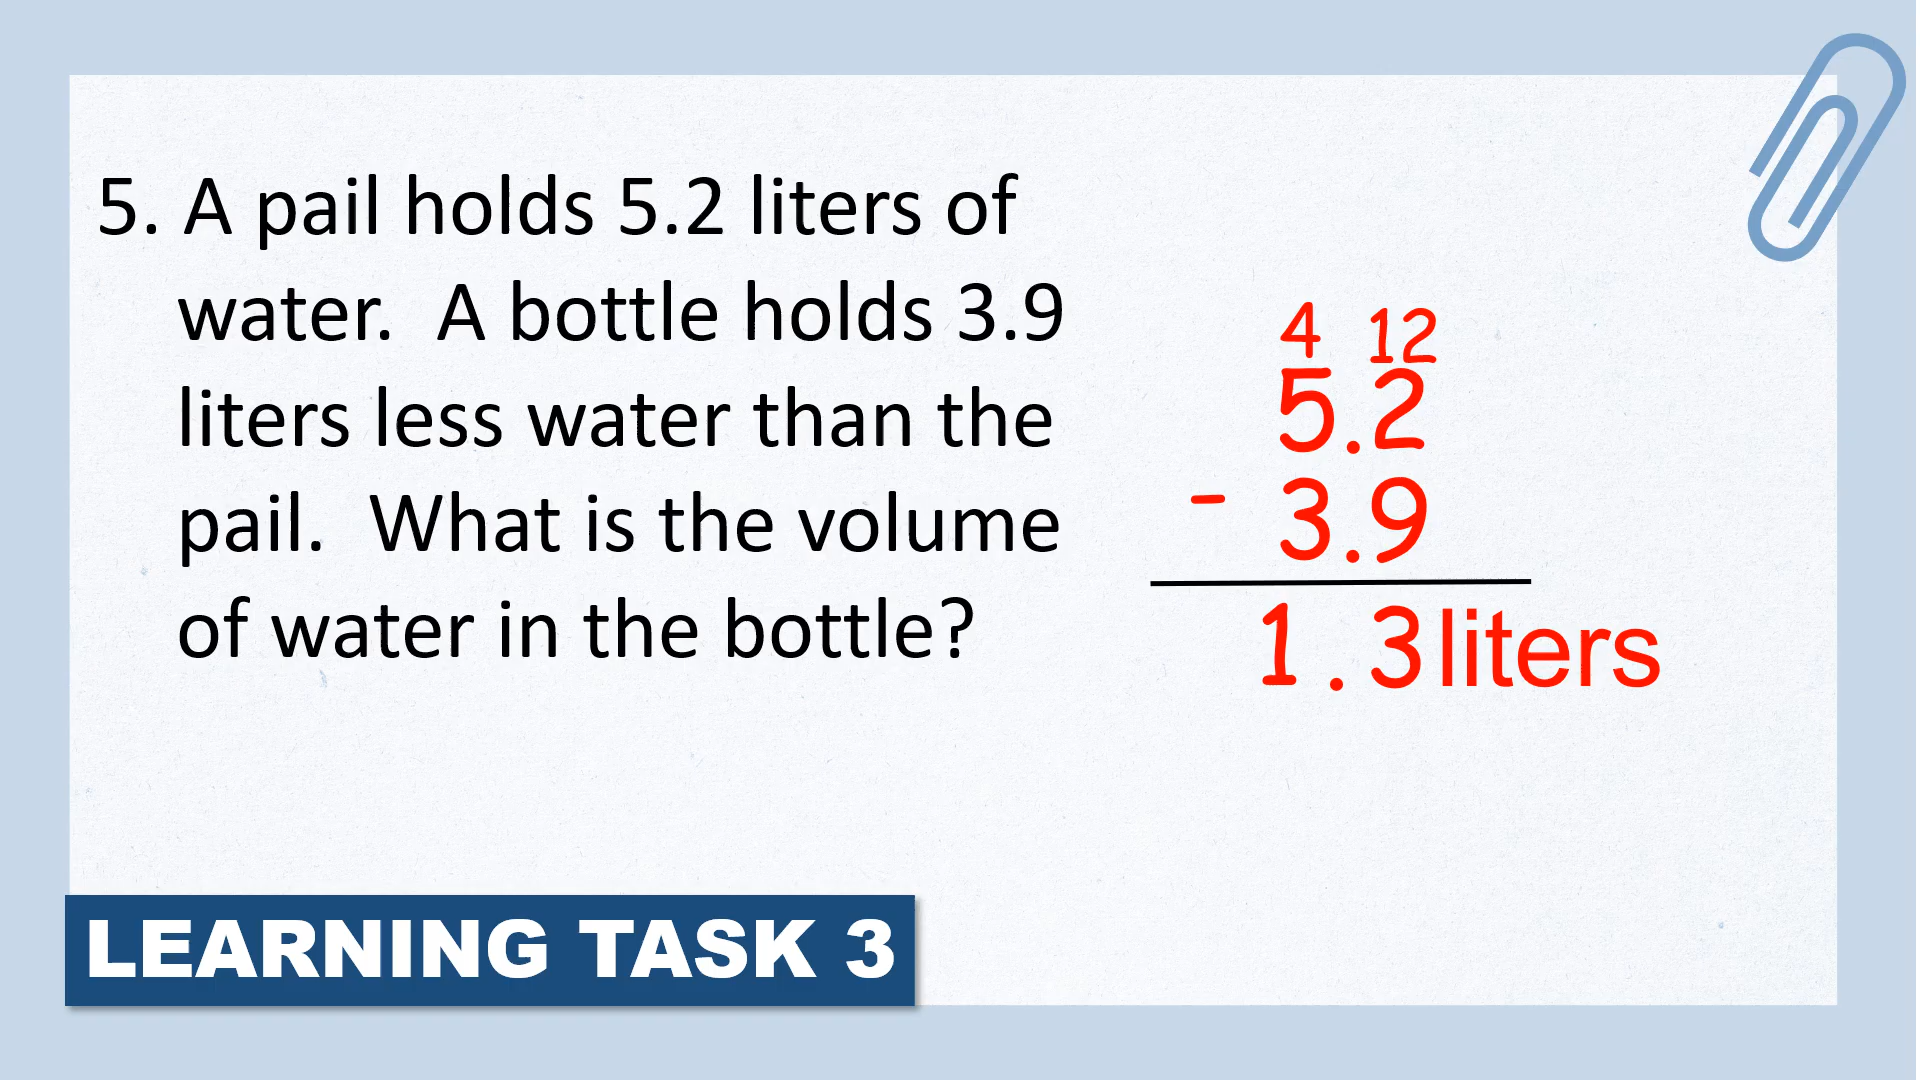 5. A pail holds 5.2 liters of
water. A bottle holds 3.9
liters less water than the
pail. What is the volume
of water in the bottle?
4 12
5.2
- 3.9
1.3 liters
LEARNING TASK 3